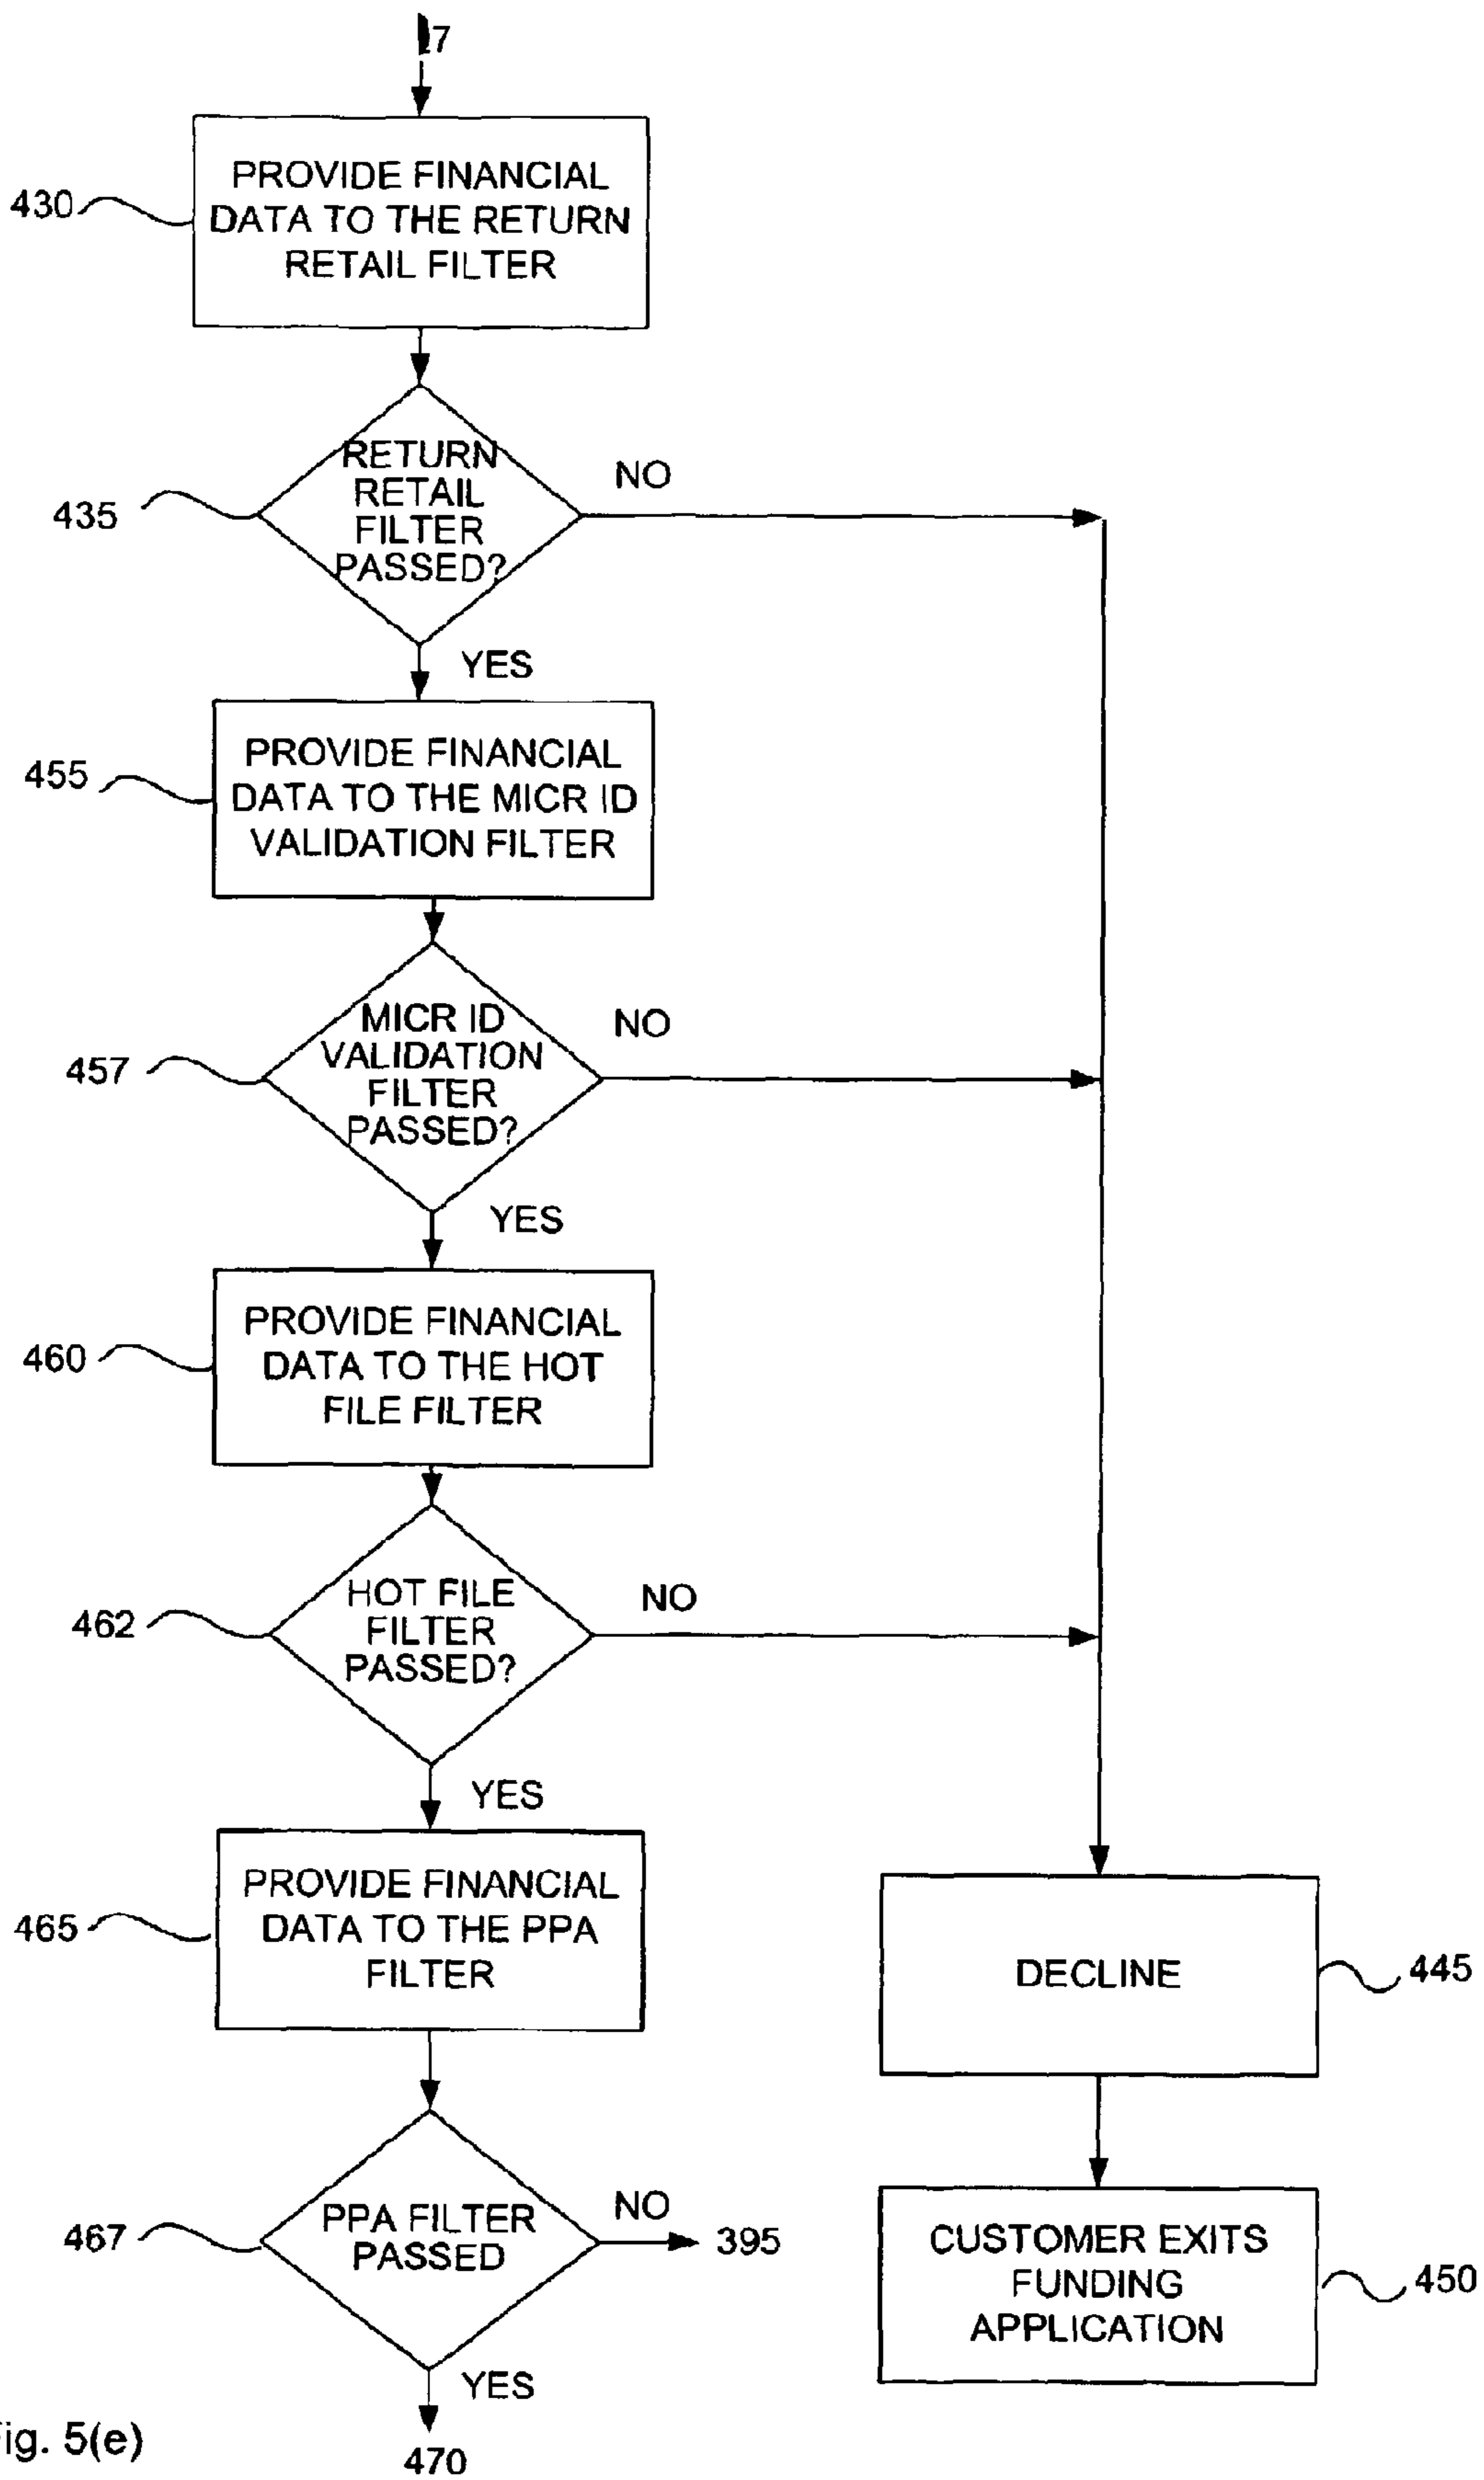 7
PROVIDE FINANCIAL
DATA TO THE RETURN
RETAIL FILTER
430
RETURN
RETAIL
FILTER
PASSED?
435
NO
YES
PROVIDE FINANCIAL
DATA TO THE MICR ID
VALIDATION FILTER
455
MICR ID
VALIDATION
FILTER
PASSED?
457
NO
YES
PROVIDE FINANCIAL
DATA TO THE HOT
FILE FILTER
460
HOT FILE
FILTER
PASSED?
462
NO
YES
PROVIDE FINANCIAL
DATA TO THE PPA
FILTER
465
DECLINE
445
PPA FILTER
PASSED
467
NO
395
YES
470
CUSTOMER EXITS
FUNDING
APPLICATION
450
ig. 5(e)